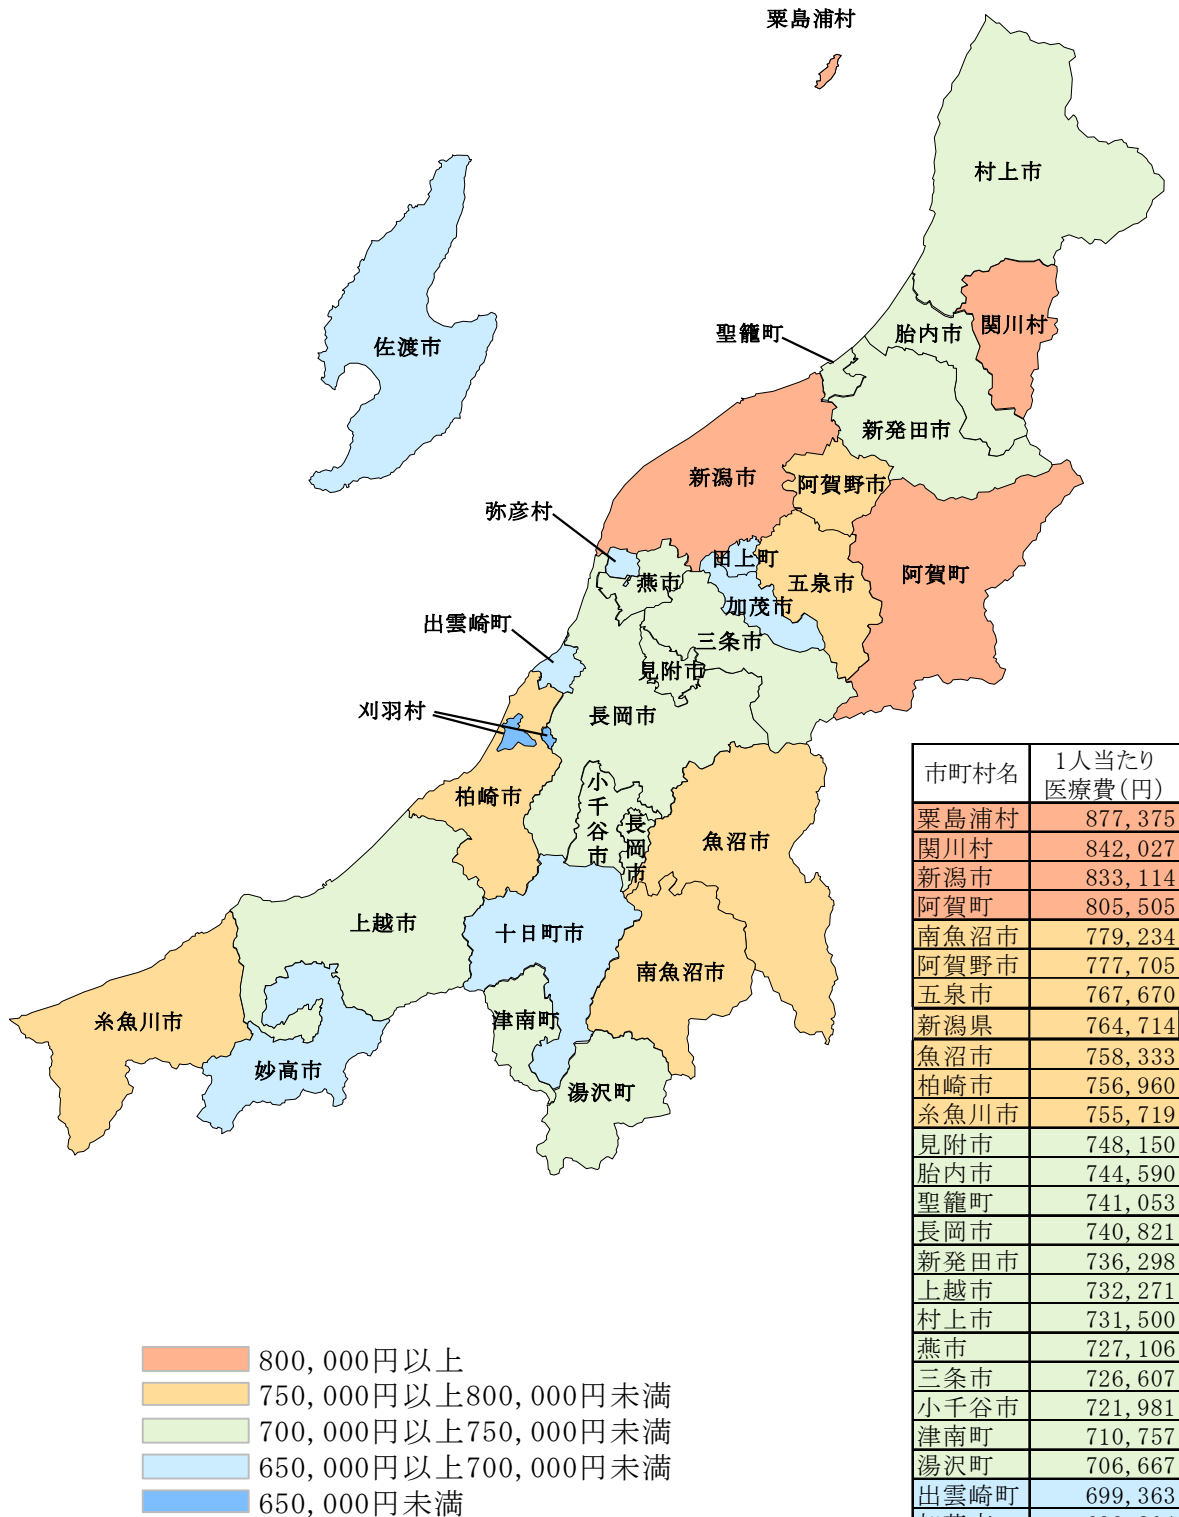 粟島浦村
村上市
関川村
胎内市
聖籠町
佐渡市
新発田市
新潟市
阿賀野市
弥彦村
田上町
阿賀町
燕市
五泉市
加茂市
出雲崎町
三条市
見附市
刈羽村
長岡市
小千谷市
長岡市
柏崎市
魚沼市
上越市
十日町市
南魚沼市
糸魚川市
津南町
妙高市
湯沢町
市町村名 1人当たり
医療費(円)
粟島浦村 877,375
関川村 842,027
新潟市 833,114
阿賀町 805,505
南魚沼市 779,234
阿賀野市 777,705
五泉市 767,670
新潟県 764,714
魚沼市 758,333
柏崎市 756,960
糸魚川市 755,719
見附市 748,150
胎内市 744,590
聖籠町 741,053
長岡市 740,821
新発田市 736,298
上越市 732,271
村上市 731,500
燕市 727,106
三条市 726,607
小千谷市 721,981
津南町 710,757
湯沢町 706,667
出雲崎町 699,363
800,000円以上
750,000円以上800,000円未満
700,000円以上750,000円未満
650,000円以上700,000円未満
650,000円未満